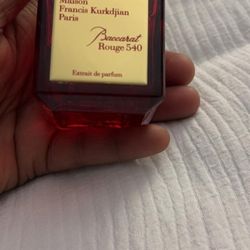 Maison
Francis Kurkdjian
Paris
Baccarat
Rouge 540
Extrait de parfum